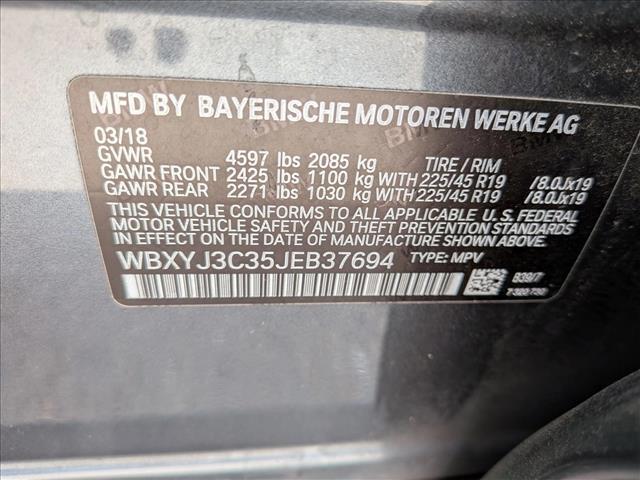 MFD BY BAYERISCHE MOTOREN WERKE AG
03/18
GVWR 4597 lbs 2085 kg TIRE / RIM
GAWR FRONT 2425 lbs 1100 kg WITH 225/45 R19 /8.0Jx19
GAWR REAR 2271 lbs 1030 kg WITH 225/45 R19 /8.0Jx19
THIS VEHICLE CONFORMS TO ALL APPLICABLE U. S. FEDERAL
MOTOR VEHICLE SAFETY AND THEFT PREVENTION STANDARDS
IN EFFECT ON THE DATE OF MANUFACTURE SHOWN ABOVE.
WBXYJ3C35JEB37694 TYPE: MPV
7 320 730